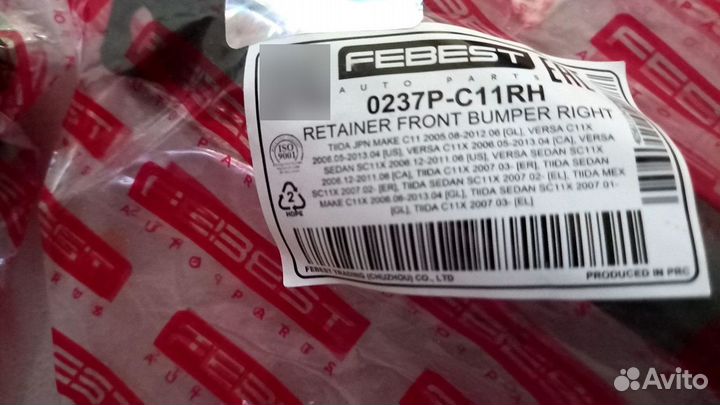 FEBEST
AUTO PARTS
EAC
0237P-C11RH
RETAINER FRONT BUMPER RIGHT
TIIDA JPN MAKE C11 2005.08-2012.06 [GL], VERSA C11X
2006.05-2013.04 [US], VERSA C11X 2006.05-2013.04 [CA], VERSA
SEDAN SC11X 2006.12-2011.06 [US], VERSA SEDAN SC11X
2006.12-2011.06 [CA], TIIDA C11X 2007.03- [ER], TIIDA SEDAN
SC11X 2007.02- [ER], TIIDA SEDAN SC11X 2007.02- TIIDA MEX
MAKE C11X 2006.06-2013.04 [GL], TIIDA SEDAN SC11X 2007.01-
[GL], TIIDA C11X 2007.03- [EL]
ISO
9001
2
HDPE
FEBEST TRADING (CHUZHOU) CO., LTD
PRODUCED IN PRC
FEBEST
AUTO PARTS
FEBEST
FEBEST
FEBEST
Avito